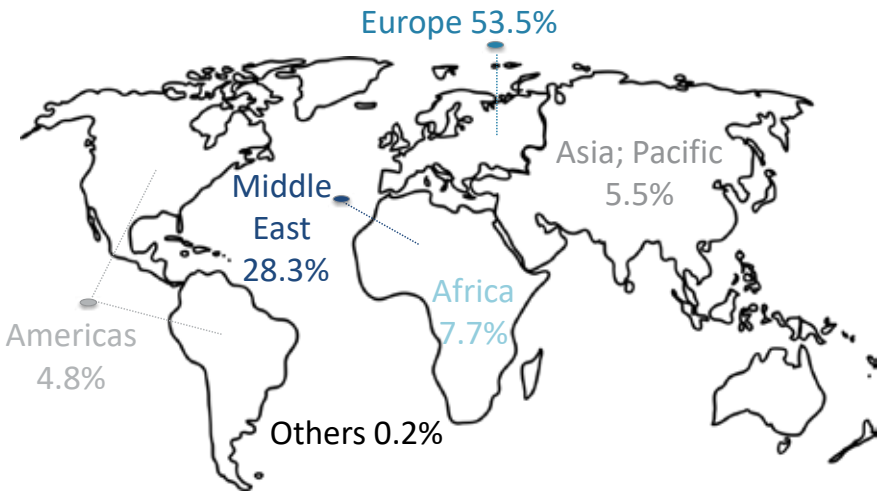 Europe 53.5%
Asia; Pacific
5.5%
Middle
East
28.3%
Africa
7.7%
Americas
4.8%
Others 0.2%